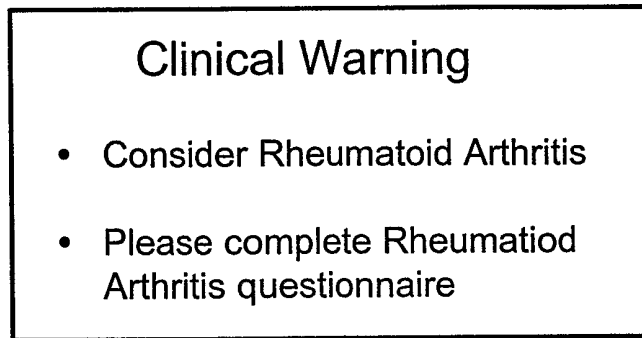 Clinical Warning
• Consider Rheumatoid Arthritis
• Please complete Rheumatiod
Arthritis questionnaire